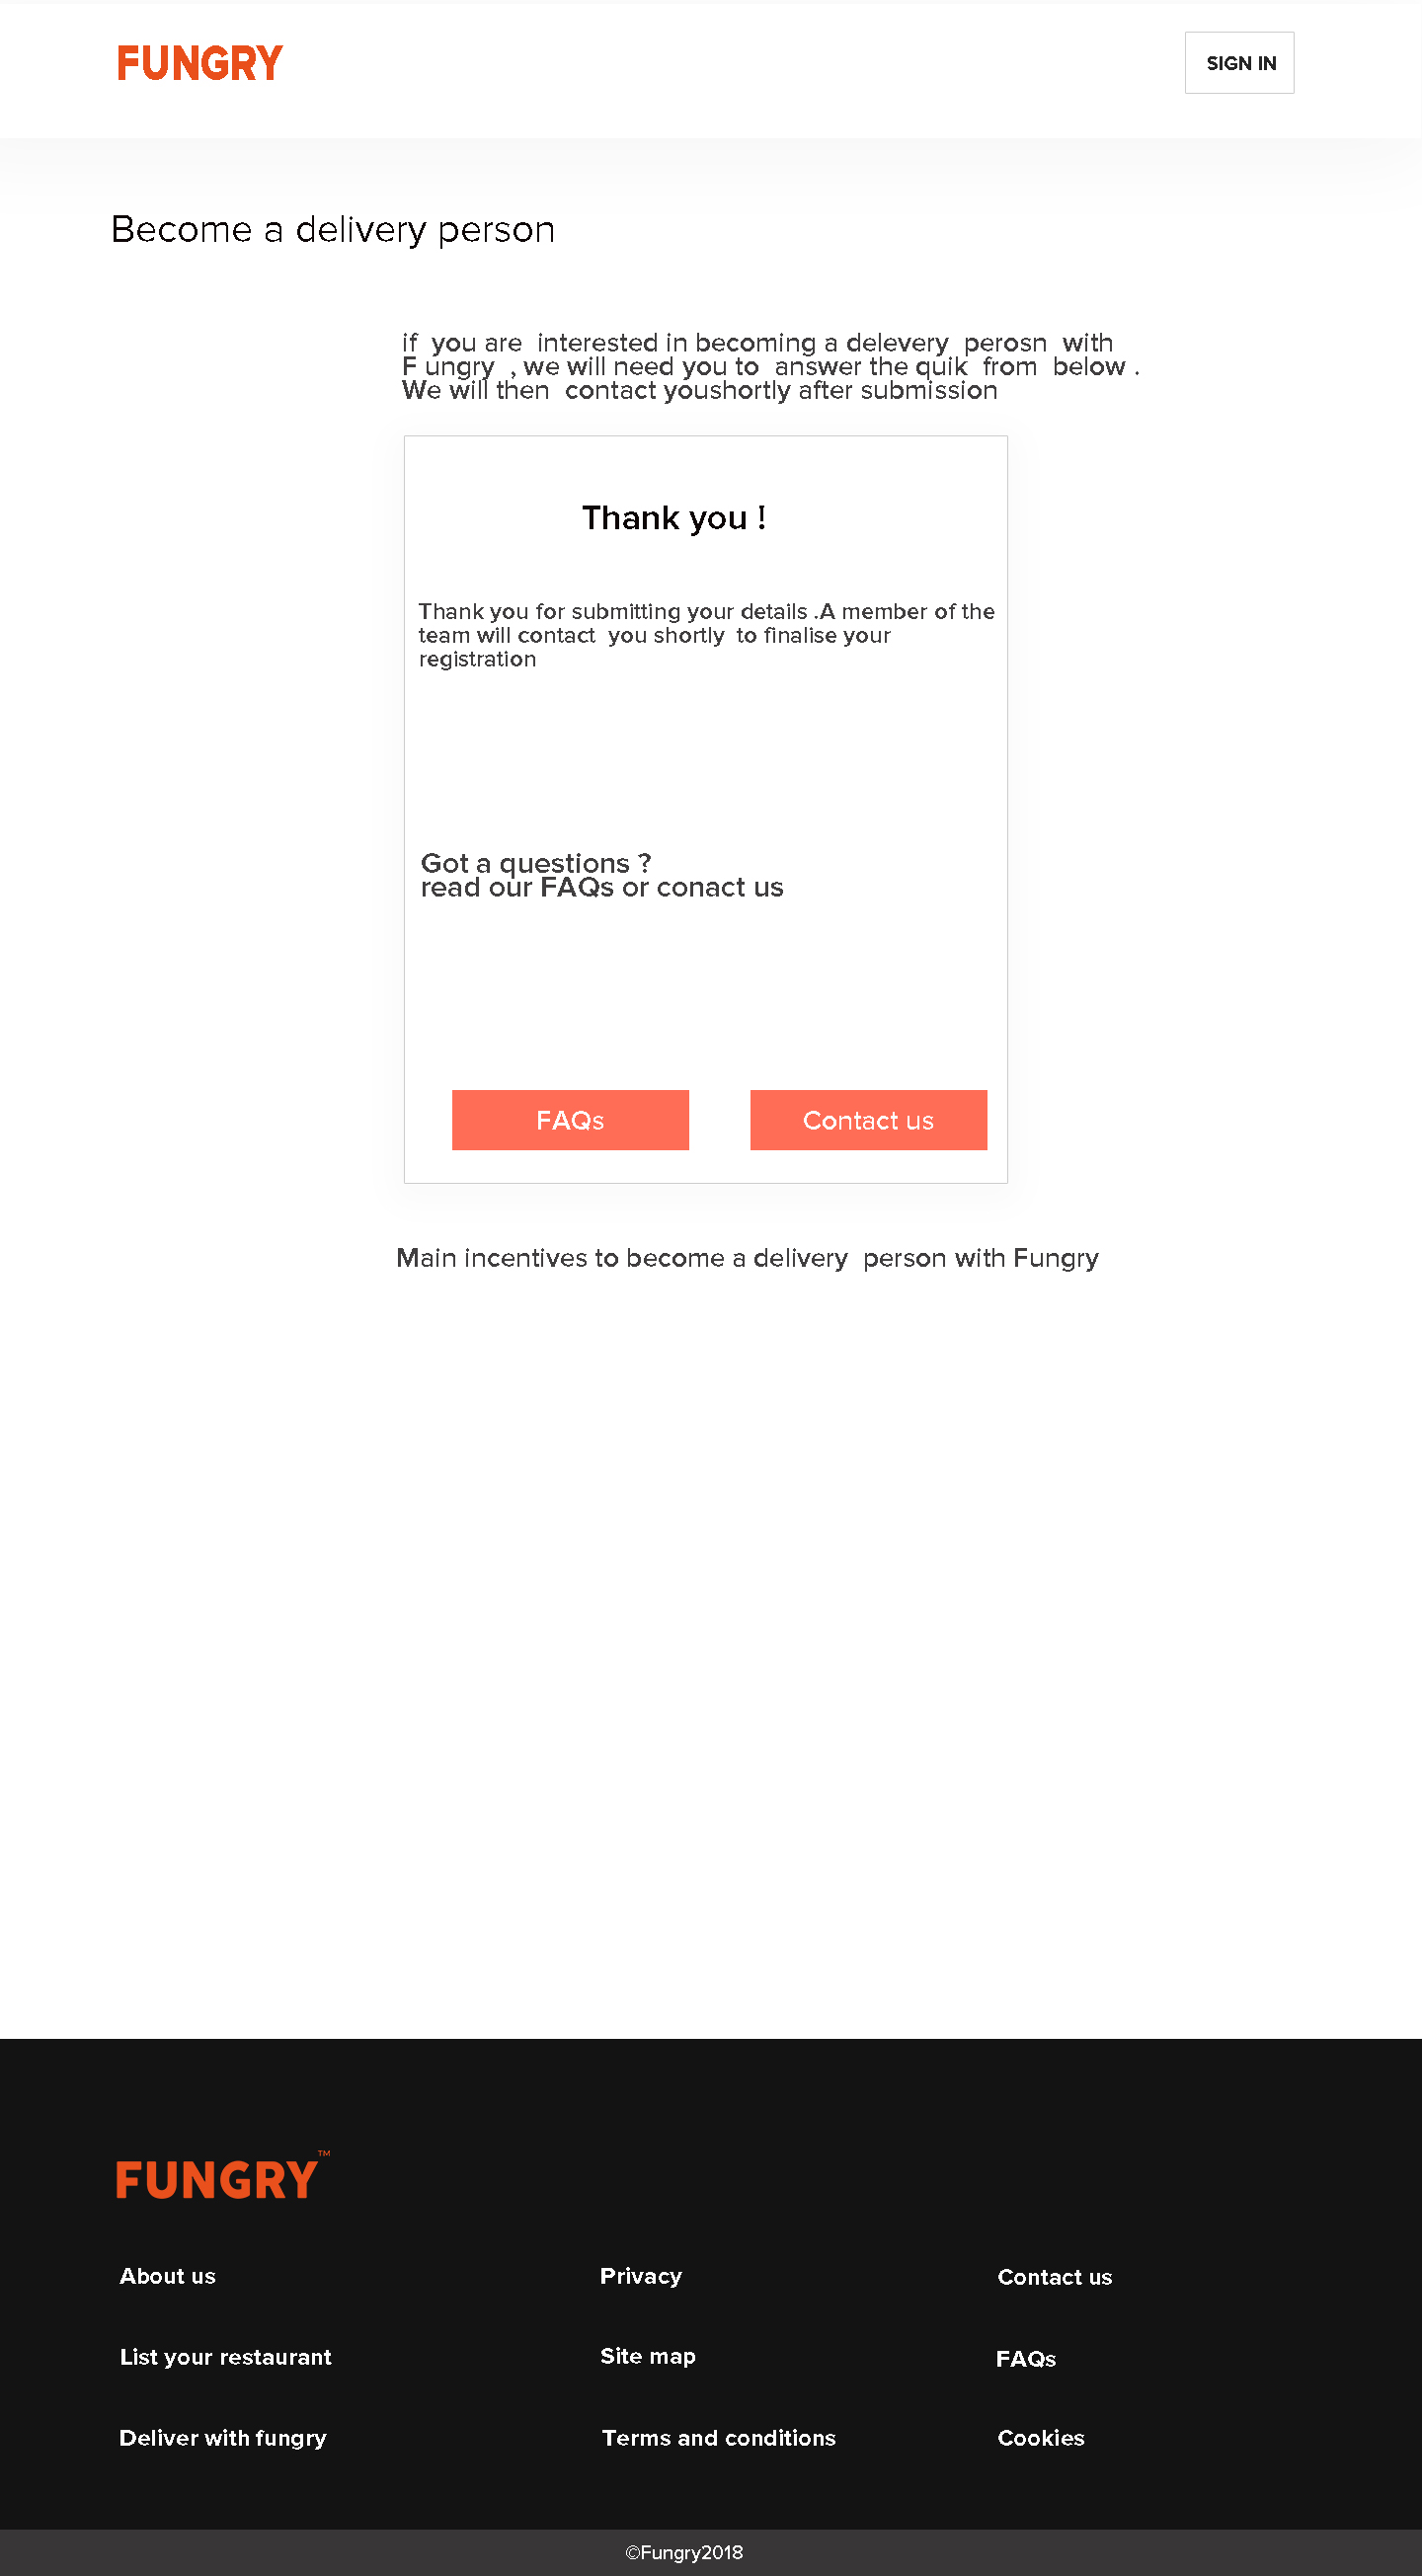 FUNGRY
SIGN IN
Become a delivery person
if you are interested in becoming a delevery perosn with
F ungry , we will need you to answer the quik from below .
We will then contact youshortly after submission
Thank you !
Thank you for submitting your details .A member of the
team will contact you shortly to finalise your
registration
Got a questions ?
read our FAQs or conact us
FAQs
Contact us
Main incentives to become a delivery person with Fungry
FUNGRY™
About us
Privacy
Contact us
List your restaurant
Site map
FAQs
Deliver with fungry
Terms and conditions
Cookies
©Fungry2018